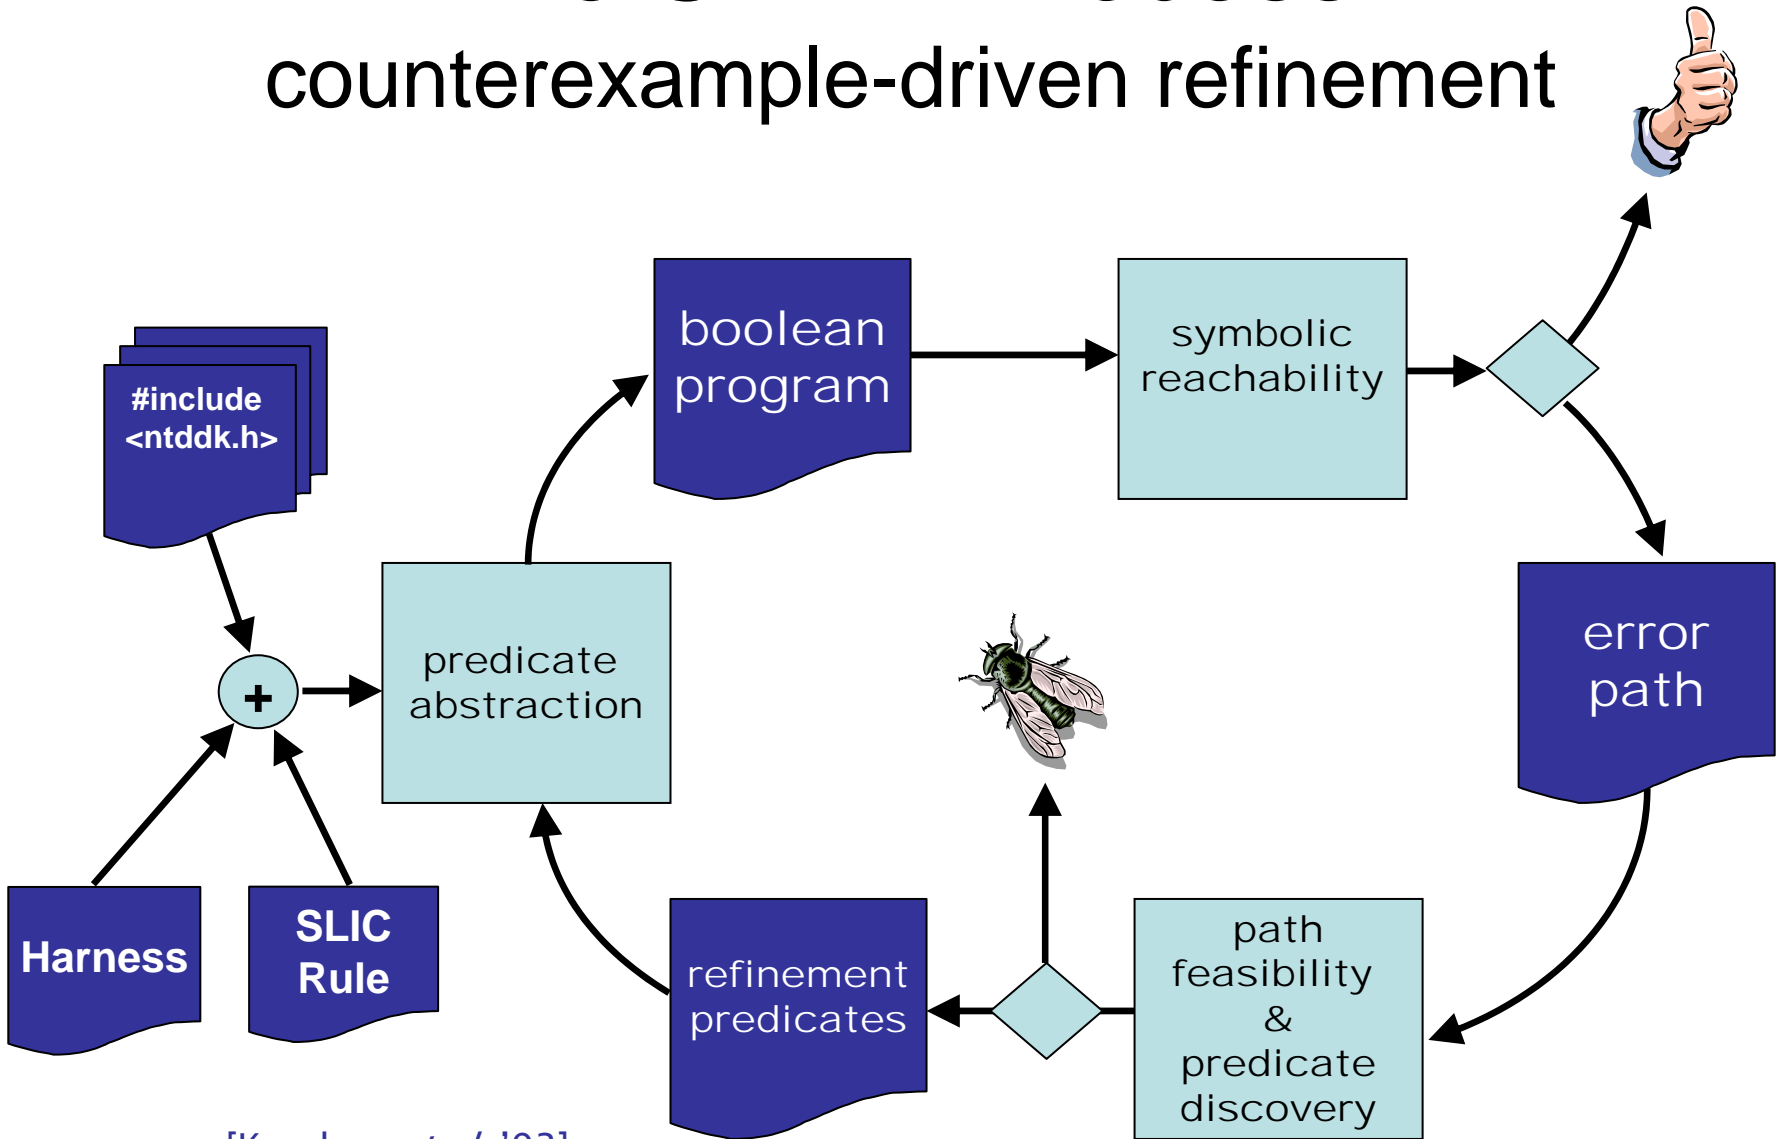 counterexample-driven refinement
boolean
program
symbolic
reachability
#include
<ntddk.h>
predicate
abstraction
+
error
path
Harness
SLIC
Rule
refinement
predicates
path
feasibility
&
predicate
discovery